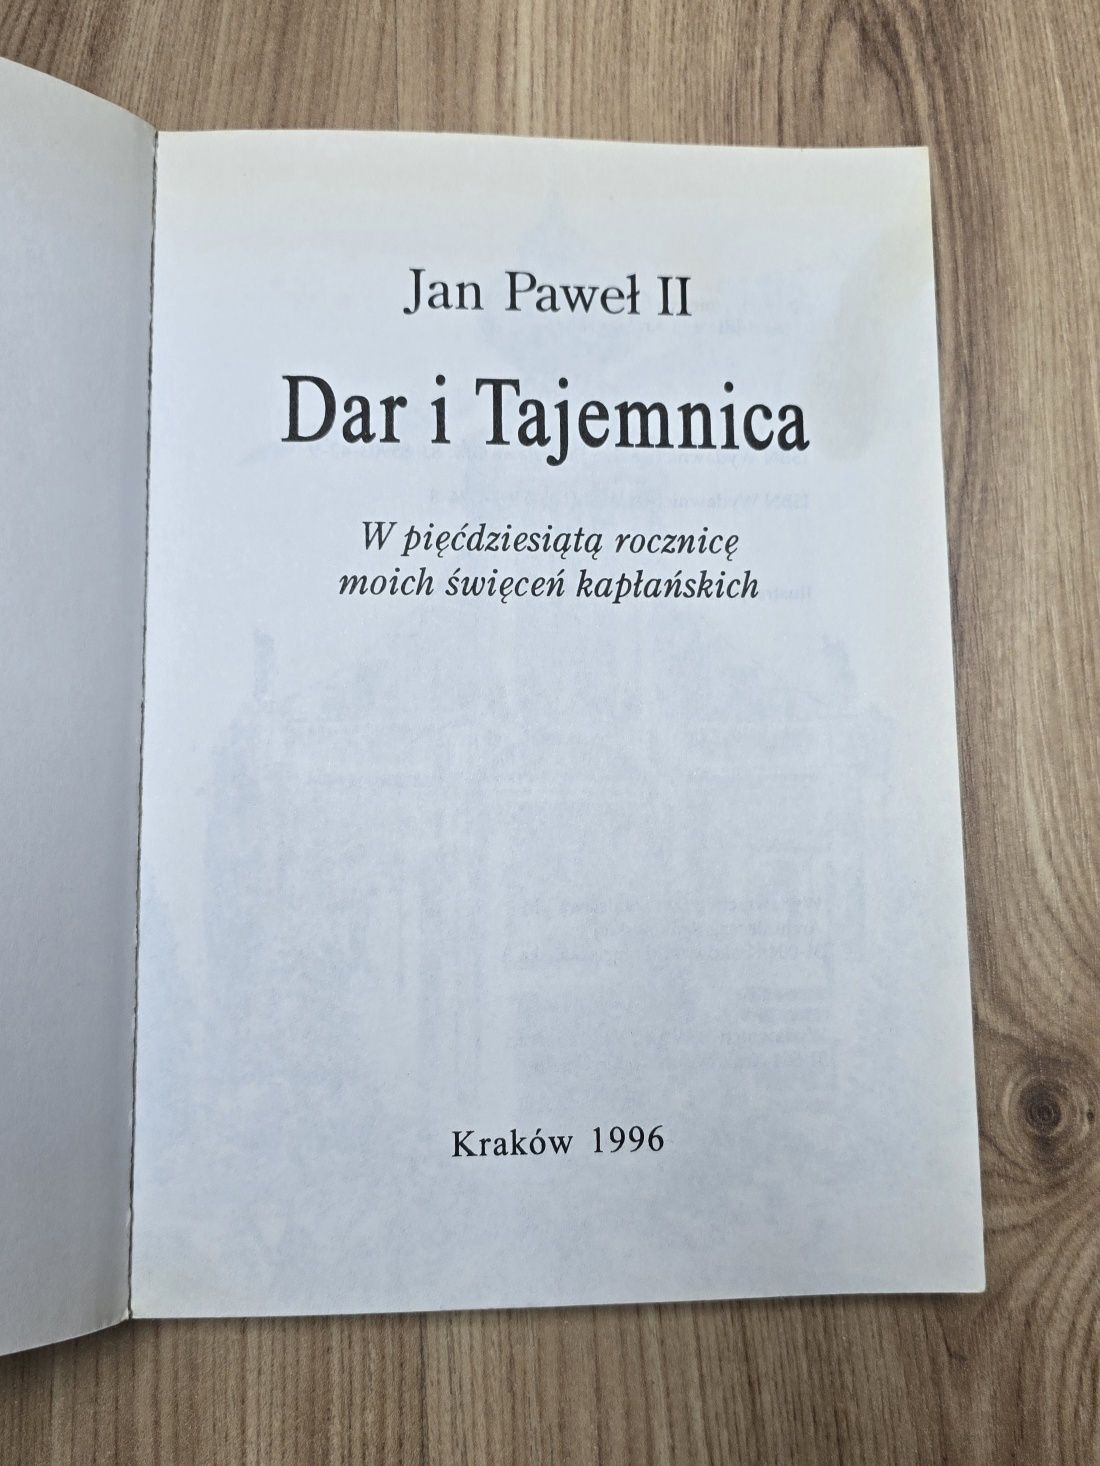 Jan Paweł II
Dar i Tajemnica
W pięćdziesiątą rocznicę
moich święceń kapłańskich
Kraków 1996